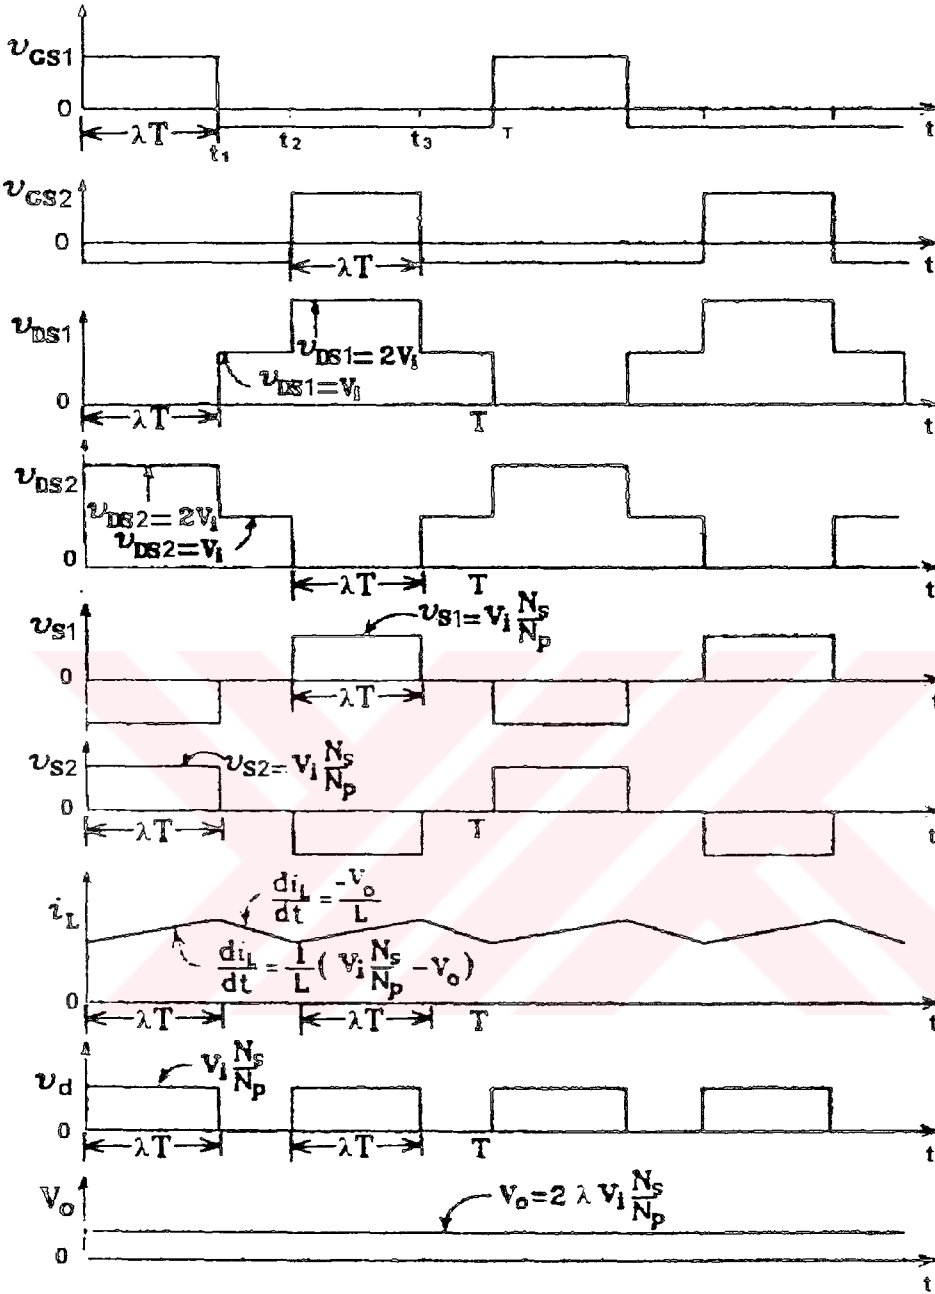 v_GS1
0
λT
t₁
t₂
t₃
T
t
v_GS2
0
λT
t
v_DS1
v_DS1=2V_i
v_DS1=V_i
0
λT
T
t
v_DS2
v_DS2=2V_i
v_DS2=V_i
0
λT
T
t
v_S1=V_i N_s/N_p
v_S1
0
λT
t
v_S2
v_S2=V_i N_s/N_p
0
λT
T
di_L/dt=-V_o/L
i_L
di_L/dt=1/L(V_i N_s/N_p-V_o)
0
λT
λT
T
t
V_i N_s/N_p
v_d
0
λT
λT
T
t
V_o
V_o=2λV_i N_s/N_p
0
t